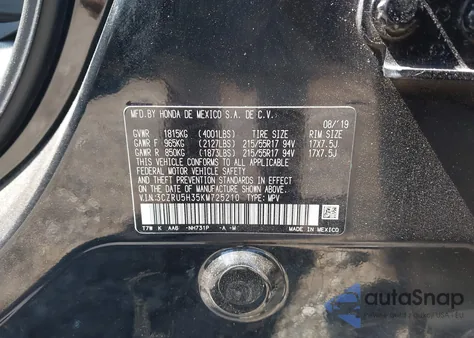 MFD.BY HONDA DE MEXICO S.A. DE C.V. 08/'19
GVWR 1815KG (4001LBS) TIRE SIZE RIM SIZE
GAWR F 965KG (2127LBS) 215/55R17 94V 17X7.5J
GAWR R 850KG (1873LBS) 215/55R17 94V 17X7.5J
THIS VEHICLE CONFORMS TO ALL APPLICABLE
FEDERAL MOTOR VEHICLE SAFETY AND THEFT
PREVENTION STANDARDS IN EFFECT ON THE DATE OF
MANUFACTURE SHOWN ABOVE.
V.I.N:3CZRU5H35KM725210 TYPE: MPV
T7W K AA6 -NH731P -A -M MADE IN MEXICO
autoSnap